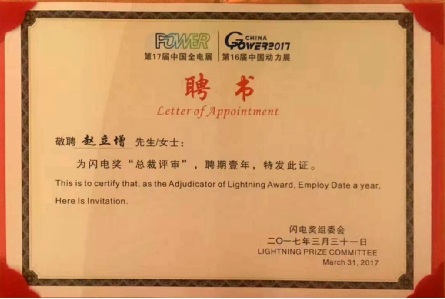 POWER
CHINA
GPOWER2017
第17届中国全电展
第16届中国动力展
聘书
Letter of Appointment
敬聘 赵立增 先生/女士：
为闪电奖“总裁评审”，聘期壹年，特发此证。
This is to certify that, as the Adjudicator of Lightning Award, Employ Date a year,
Here is Invitation.
闪电奖组委会
二〇一七年三月三十一日
LIGHTNING PRIZE COMMITTEE
March 31, 2017